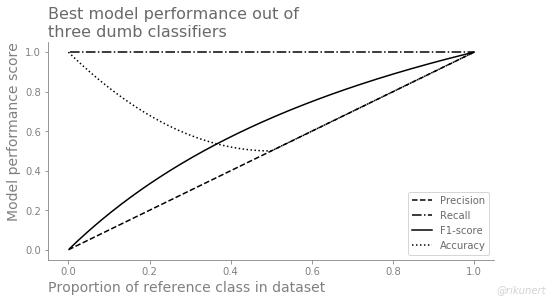 Best model performance out of
three dumb classifiers
Model performance score
1.0
0.8
0.6
0.4
0.2
0.0
0.0 0.2 0.4 0.6 0.8 1.0
Precision
Recall
F1-score
Accuracy
Proportion of reference class in dataset
@rikunert